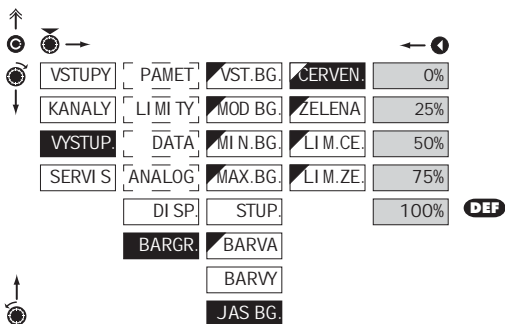 C
VSTUPY PAMET VST.BG. CERVEN. 0%
KANALY LIMITY MOD BG. ZELENA 25%
VYSTUP. DATA MIN.BG. LIM.CE. 50%
SERVIS ANALOG MAX.BG. LIM.ZE. 75%
DISP. STUP. 100% DEF
BARGR. BARVA
BARVY
JAS BG.